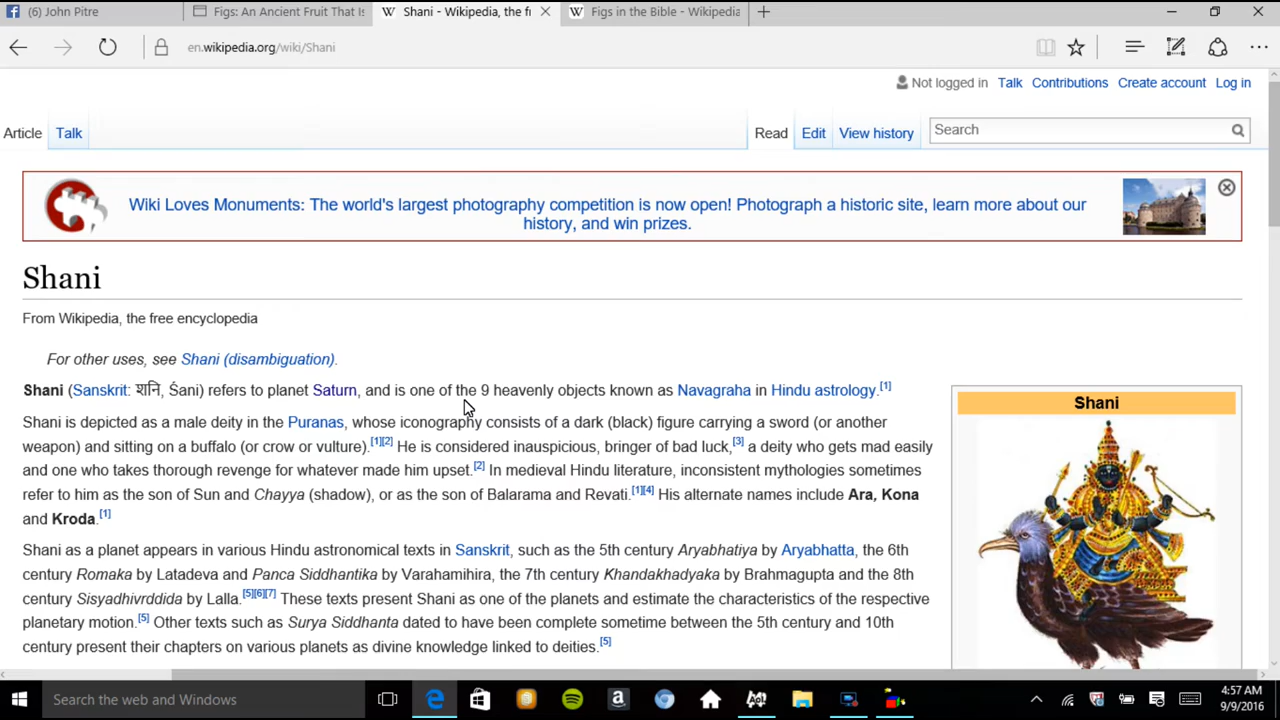 (6) John Pitre
Figs: An Ancient Fruit That Is
Shani - Wikipedia, the fr
Figs in the Bible - Wikipedia
en.wikipedia.org/wiki/Shani
Not logged in Talk Contributions Create account Log in
Article Talk Read Edit View history Search
Wiki Loves Monuments: The world's largest photography competition is now open! Photograph a historic site, learn more about our
history, and win prizes.
Shani
From Wikipedia, the free encyclopedia
For other uses, see Shani (disambiguation).
Shani (Sanskrit: शनि, Śani) refers to planet Saturn, and is one of the 9 heavenly objects known as Navagraha in Hindu astrology.[1]
Shani is depicted as a male deity in the Puranas, whose iconography consists of a dark (black) figure carrying a sword (or another
weapon) and sitting on a buffalo (or crow or vulture).[1][2] He is considered inauspicious, bringer of bad luck,[3] a deity who gets mad easily
and one who takes thorough revenge for whatever made him upset.[2] In medieval Hindu literature, inconsistent mythologies sometimes
refer to him as the son of Sun and Chayya (shadow), or as the son of Balarama and Revati.[1][4] His alternate names include Ara, Kona
and Kroda.[1]
Shani as a planet appears in various Hindu astronomical texts in Sanskrit, such as the 5th century Aryabhatiya by Aryabhatta, the 6th
century Romaka by Latadeva and Panca Siddhantika by Varahamihira, the 7th century Khandakhadyaka by Brahmagupta and the 8th
century Sisyadhivrddida by Lalla.[5][6][7] These texts present Shani as one of the planets and estimate the characteristics of the respective
planetary motion.[5] Other texts such as Surya Siddhanta dated to have been complete sometime between the 5th century and 10th
century present their chapters on various planets as divine knowledge linked to deities.[5]
Shani
Search the web and Windows
4:57 AM
9/9/2016